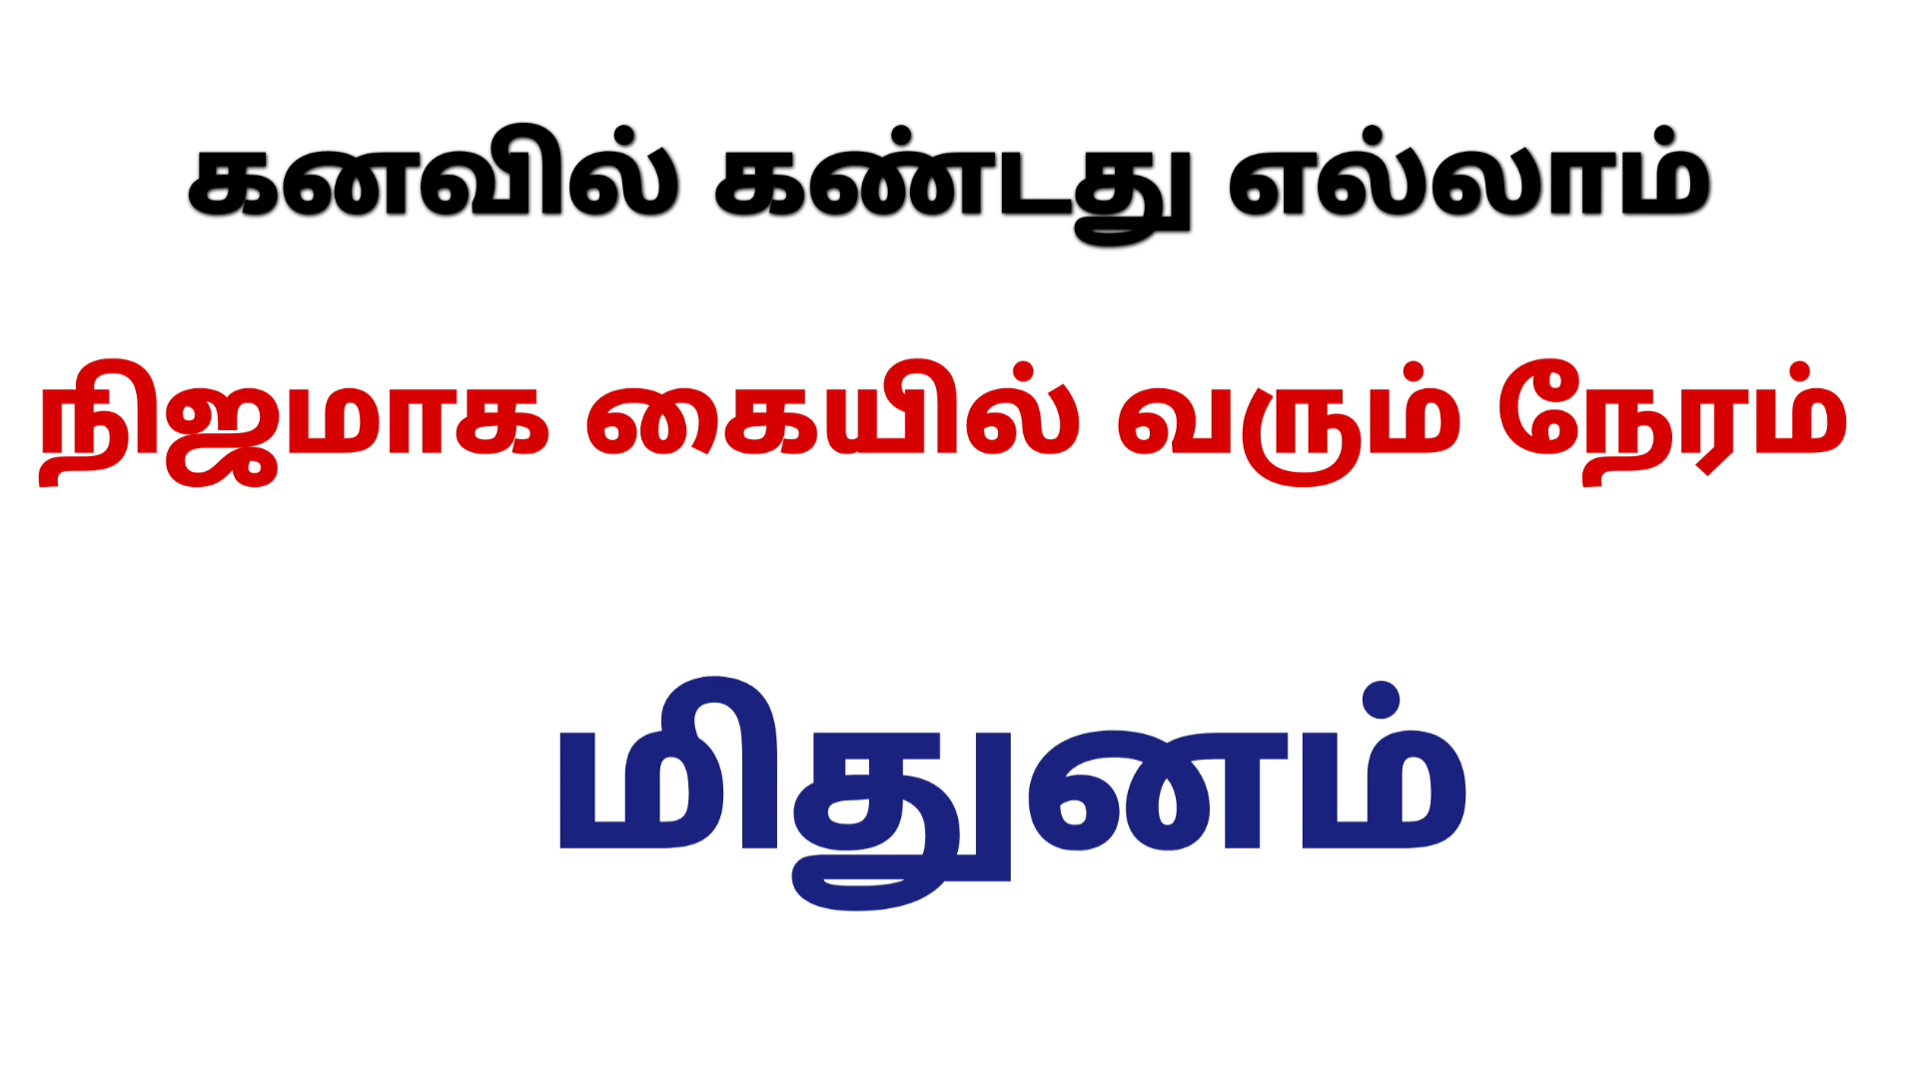 கனவில் கண்டது எல்லாம்
நிஜமாக கையில் வரும் நேரம்
மிதுனம்